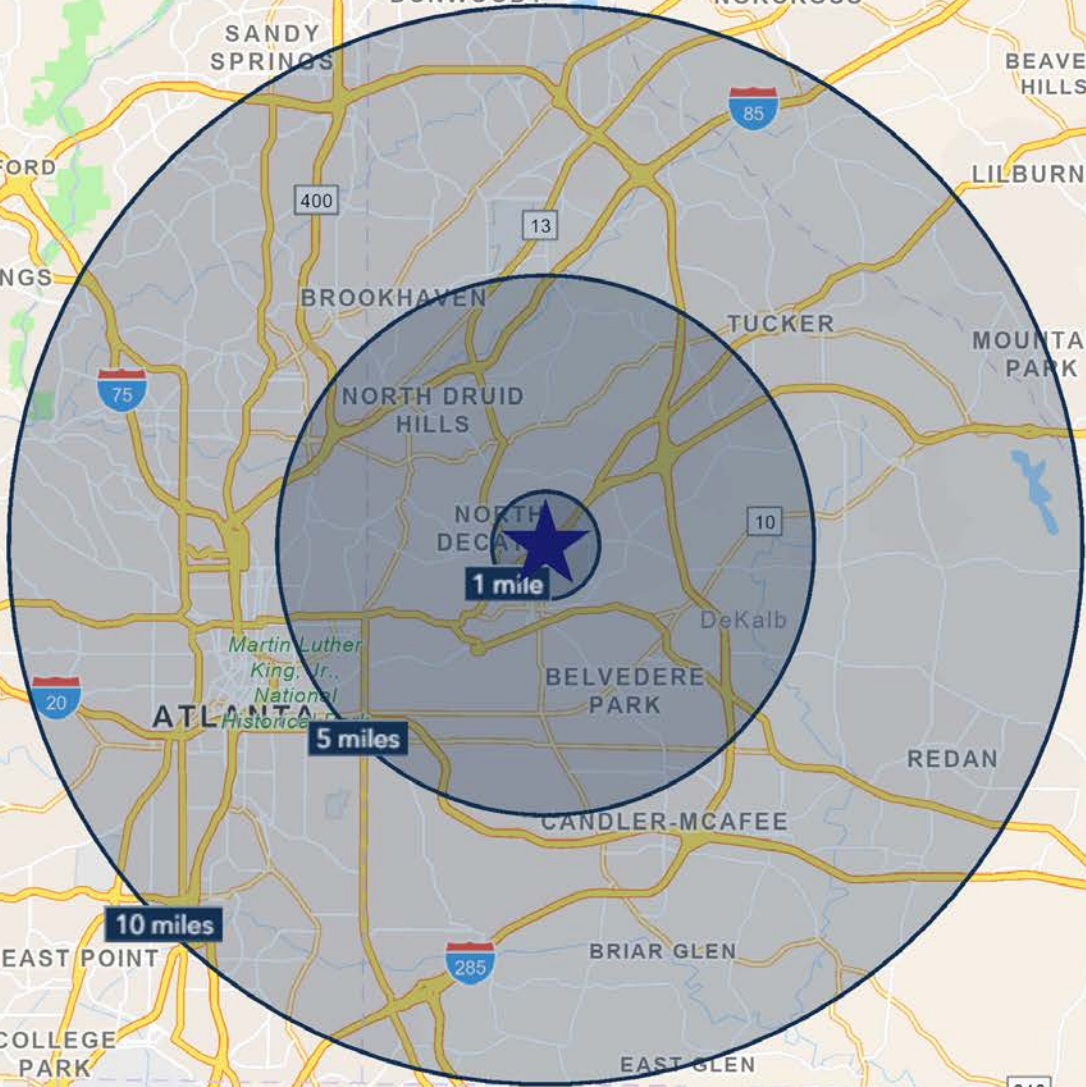 SANDY
SPRINGS
85
BEAVE
HILLS
FORD
LILBURN
400
13
NGS
BROOKHAVEN
TUCKER
MOUNTA
PARK
75
NORTH DRUID
HILLS
NORTH
DECAT
10
1 mile
DeKalb
Martin Luther
King, Jr.,
National
Historical Park
BELVEDERE
PARK
20
ATLANTA
5 miles
REDAN
CANDLER-MCAFEE
10 miles
EAST POINT
285
BRIAR GLEN
COLLEGE
PARK
EAST GLEN